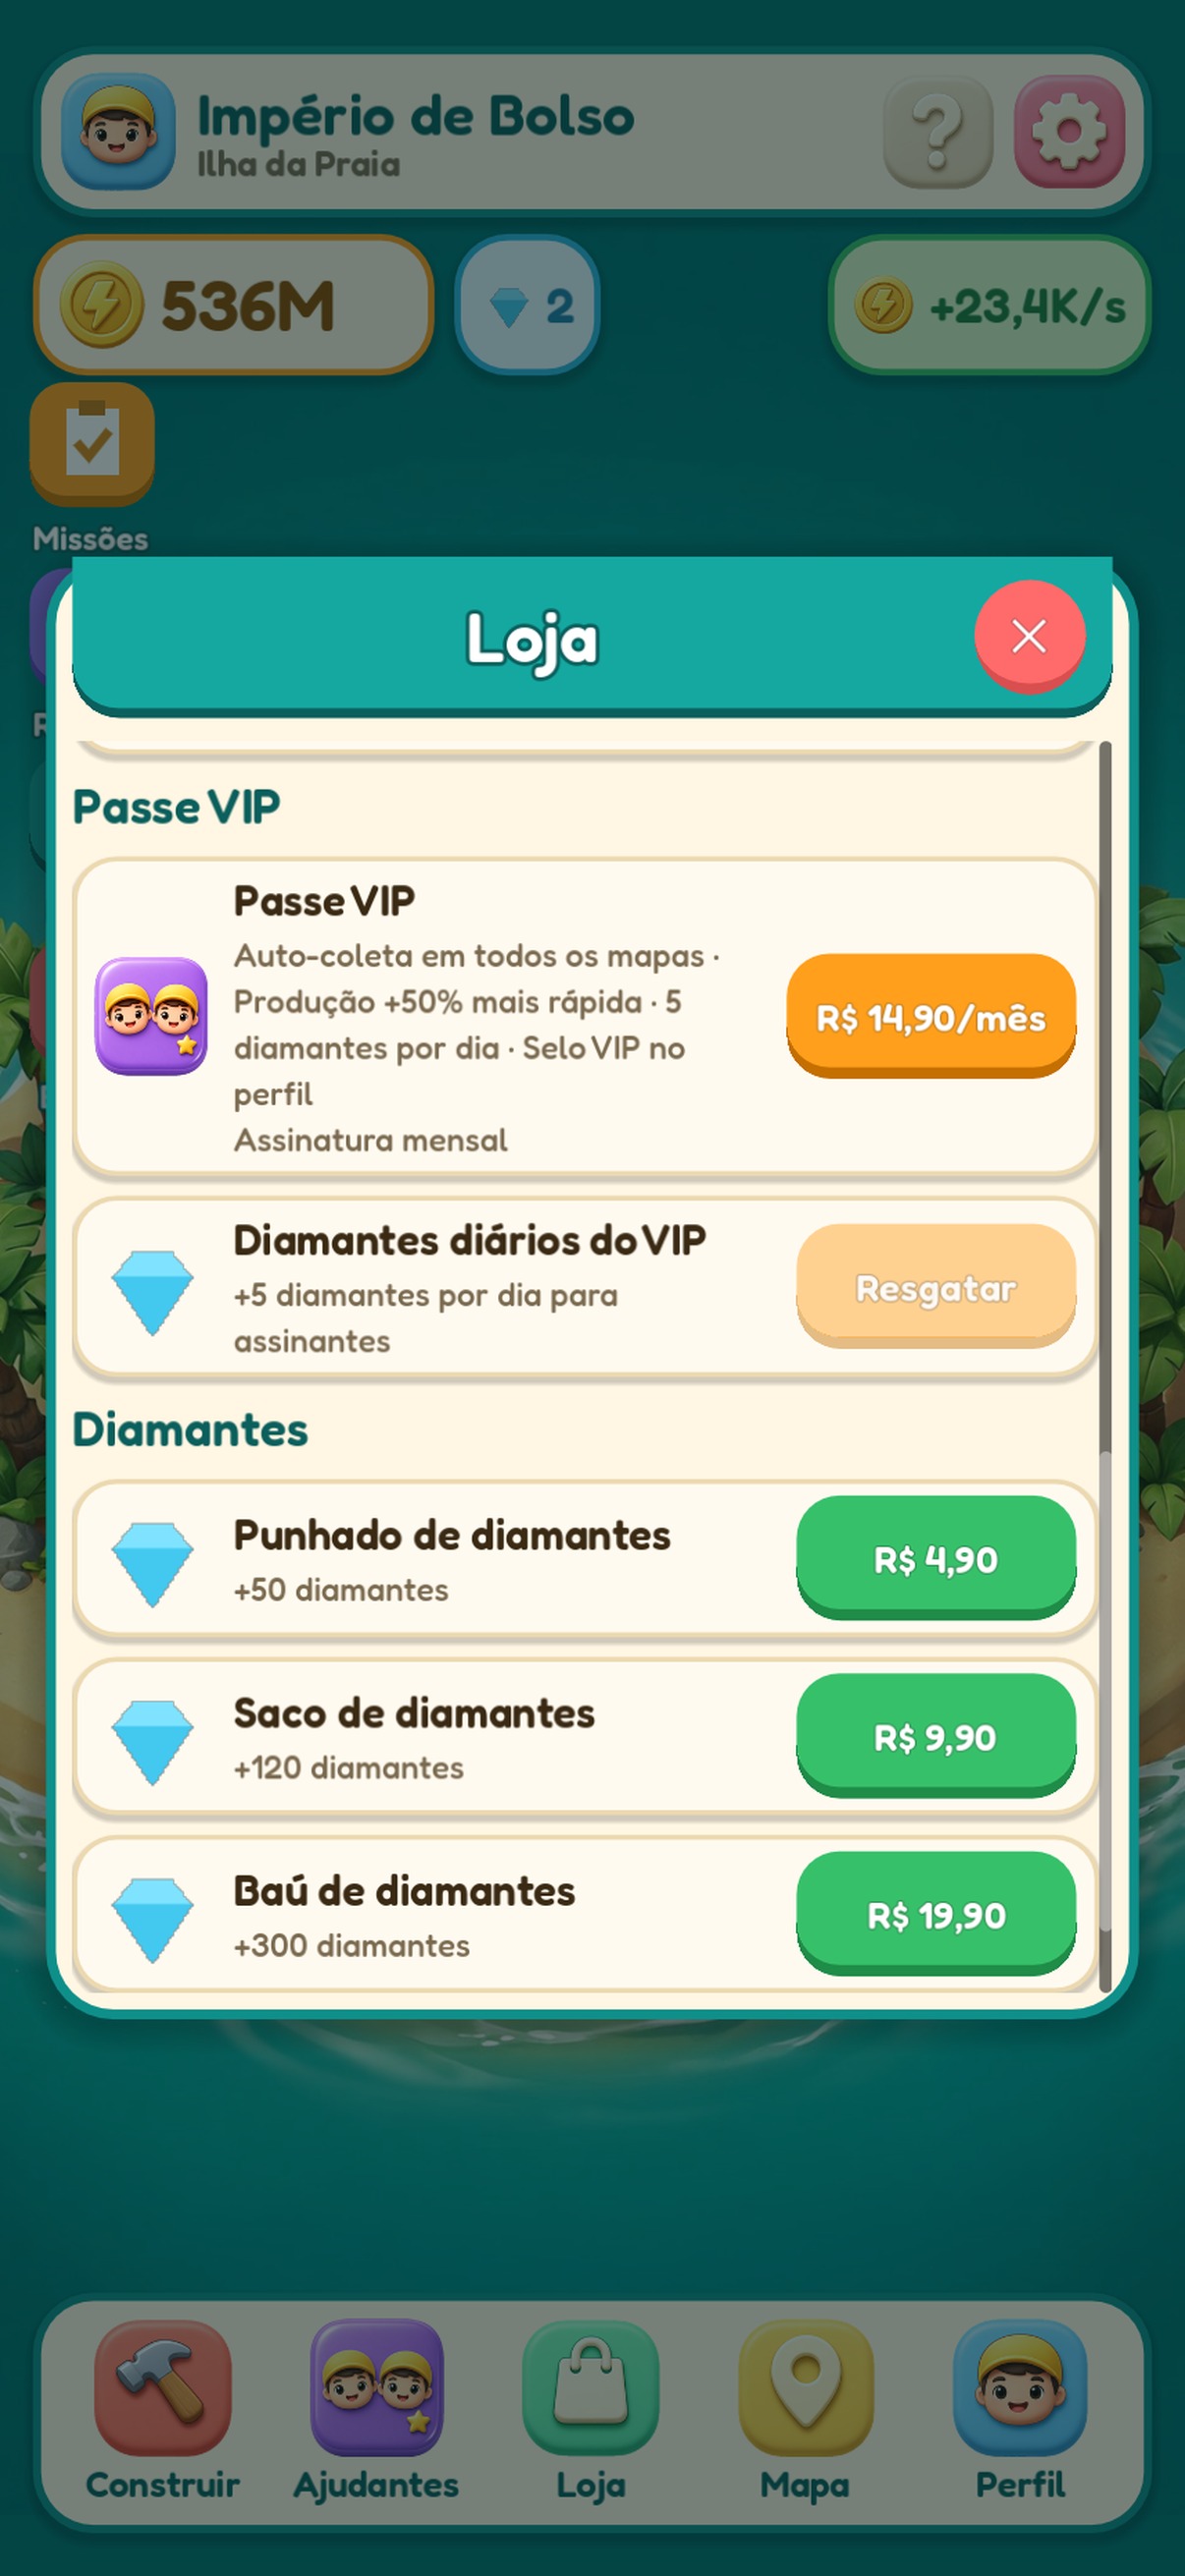 Império de Bolso
Ilha da Praia
536M
2
+23,4K/s
Missões
Loja
Passe VIP
Passe VIP
Auto-coleta em todos os mapas ·
Produção +50% mais rápida · 5
diamantes por dia · Selo VIP no
perfil
Assinatura mensal
R$ 14,90/mês
Diamantes diários do VIP
+5 diamantes por dia para
assinantes
Resgatar
Diamantes
Punhado de diamantes
+50 diamantes
R$ 4,90
Saco de diamantes
+120 diamantes
R$ 9,90
Baú de diamantes
+300 diamantes
R$ 19,90
Construir
Ajudantes
Loja
Mapa
Perfil